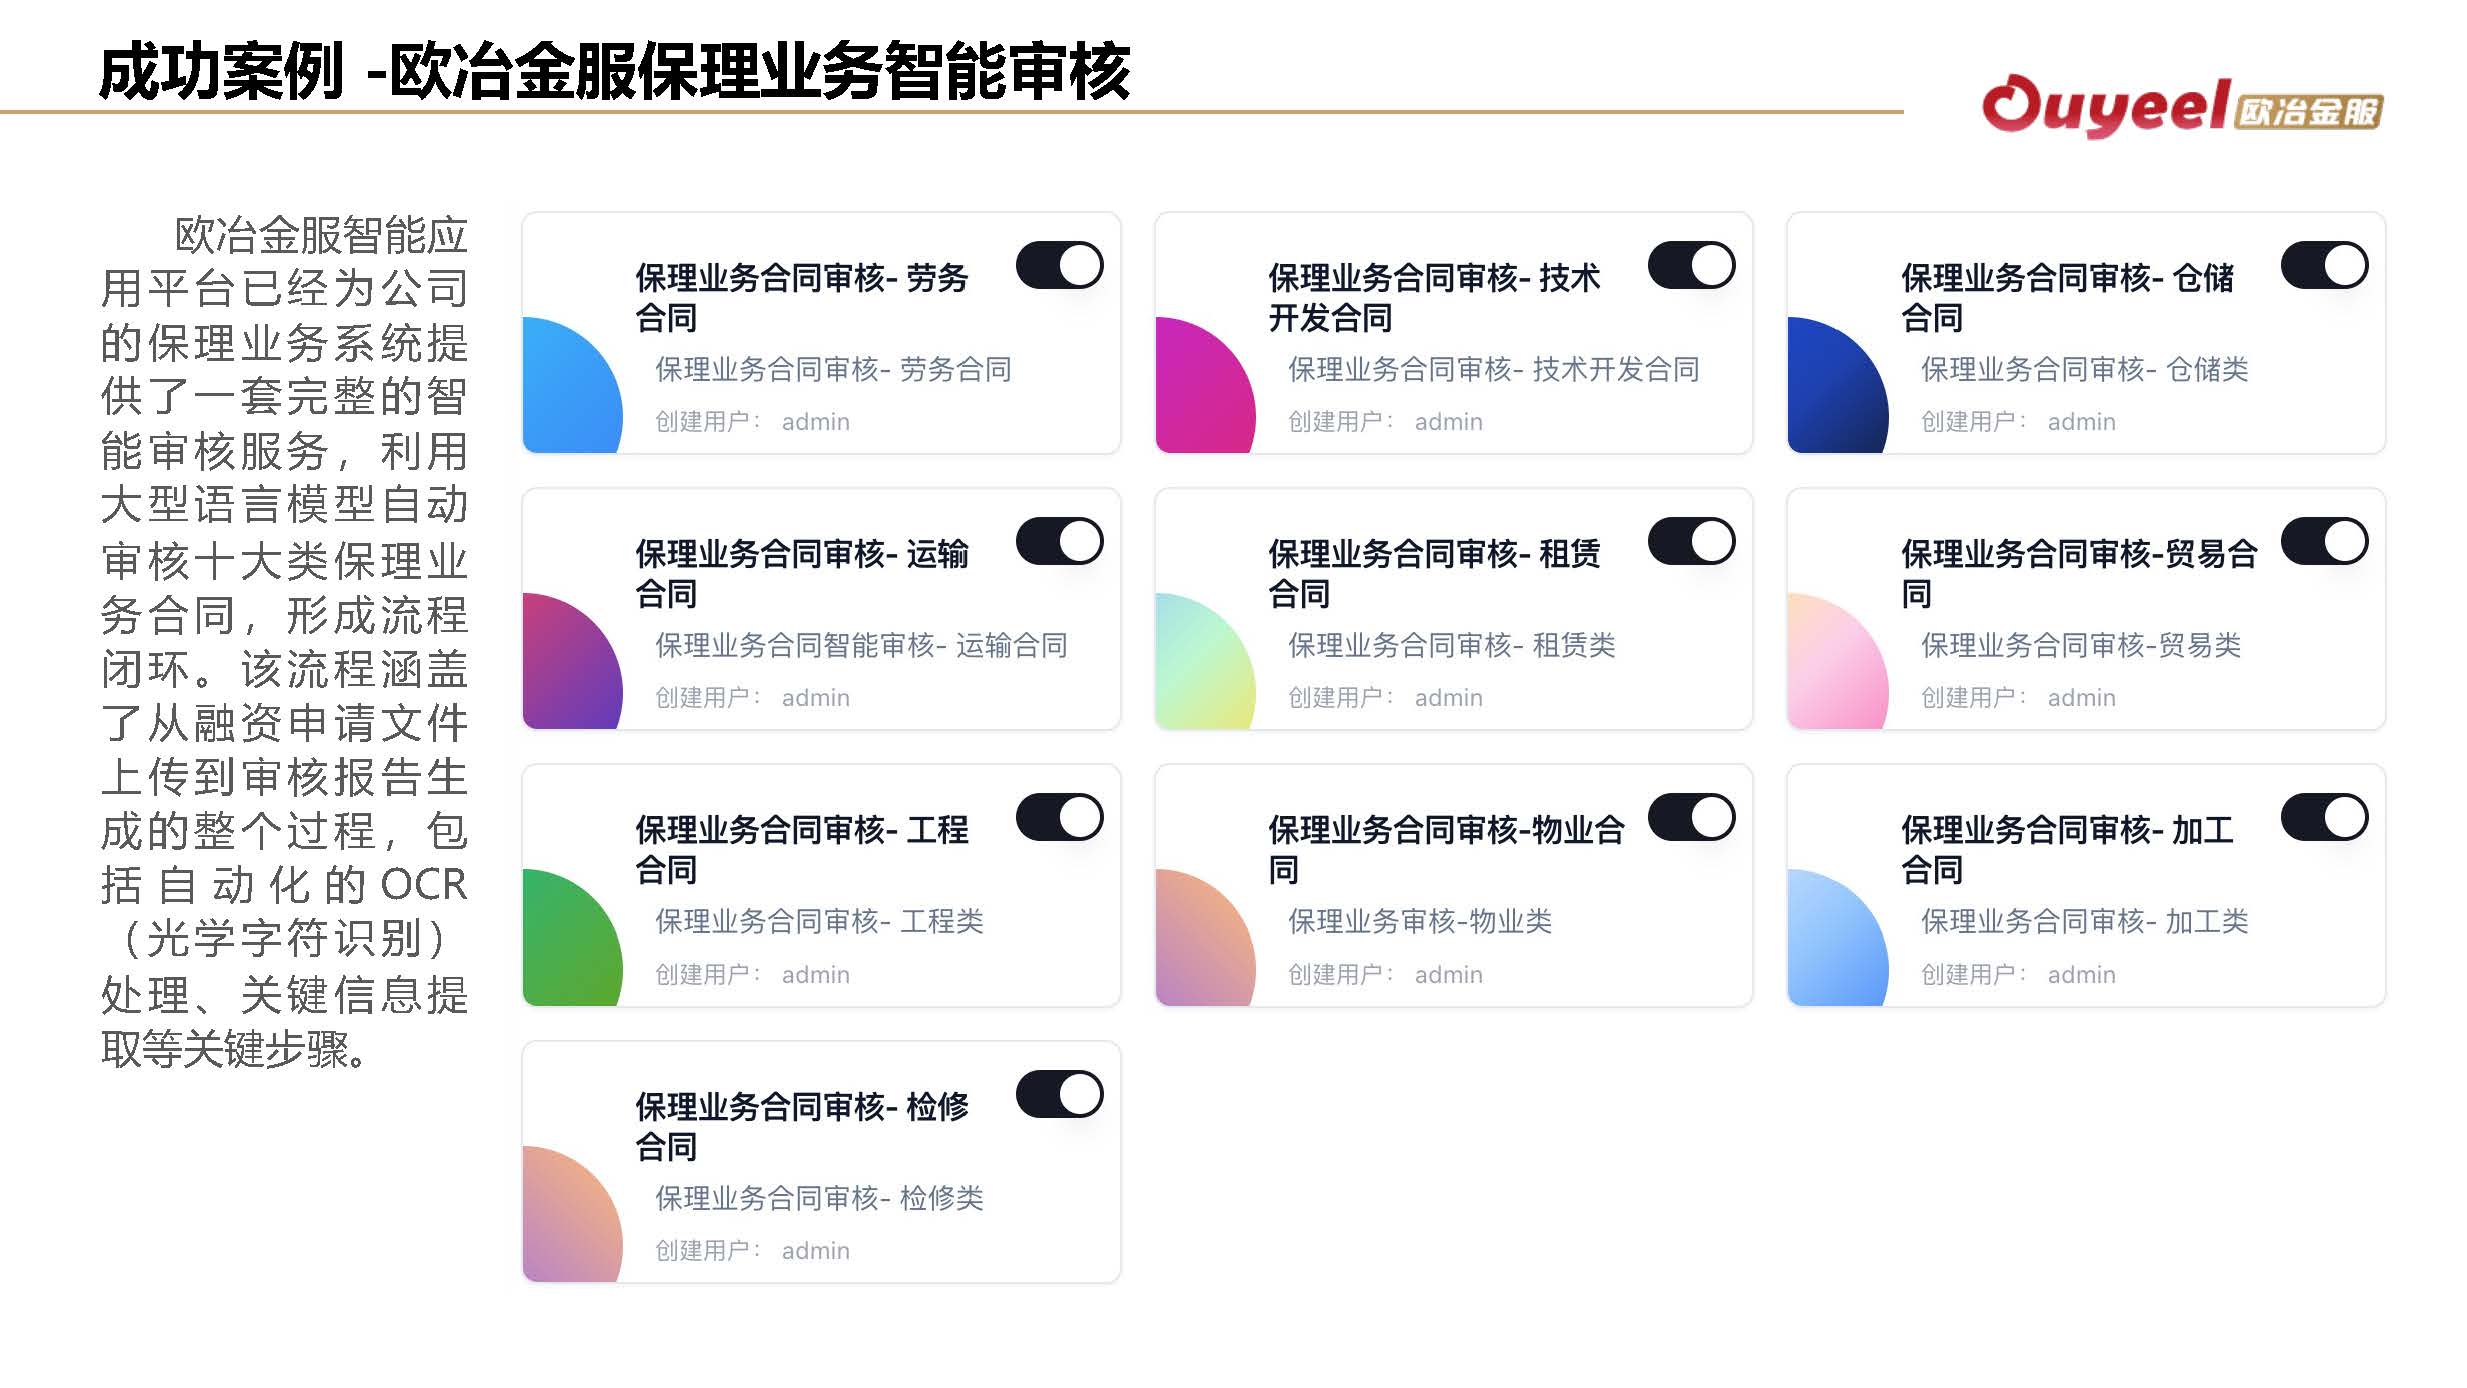 成功案例 -欧冶金服保理业务智能审核
Ouyeel 欧冶金服
欧冶金服智能应
用平台已经为公司
的保理业务系统提
供了一套完整的智
能审核服务，利用
大型语言模型自动
审核十大类保理业
务合同，形成流程
闭环。该流程涵盖
了从融资申请文件
上传到审核报告生
成的整个过程，包
括自动化的OCR
（光学字符识别）
处理、关键信息提
取等关键步骤。
保理业务合同审核- 劳务
合同
保理业务合同审核- 劳务合同
创建用户： admin
保理业务合同审核- 技术
开发合同
保理业务合同审核- 技术开发合同
创建用户： admin
保理业务合同审核- 仓储
合同
保理业务合同审核- 仓储类
创建用户： admin
保理业务合同审核- 运输
合同
保理业务合同智能审核- 运输合同
创建用户： admin
保理业务合同审核- 租赁
合同
保理业务合同审核- 租赁类
创建用户： admin
保理业务合同审核-贸易合
同
保理业务合同审核-贸易类
创建用户： admin
保理业务合同审核- 工程
合同
保理业务合同审核- 工程类
创建用户： admin
保理业务合同审核-物业合
同
保理业务审核-物业类
创建用户： admin
保理业务合同审核- 加工
合同
保理业务合同审核- 加工类
创建用户： admin
保理业务合同审核- 检修
合同
保理业务合同审核- 检修类
创建用户： admin